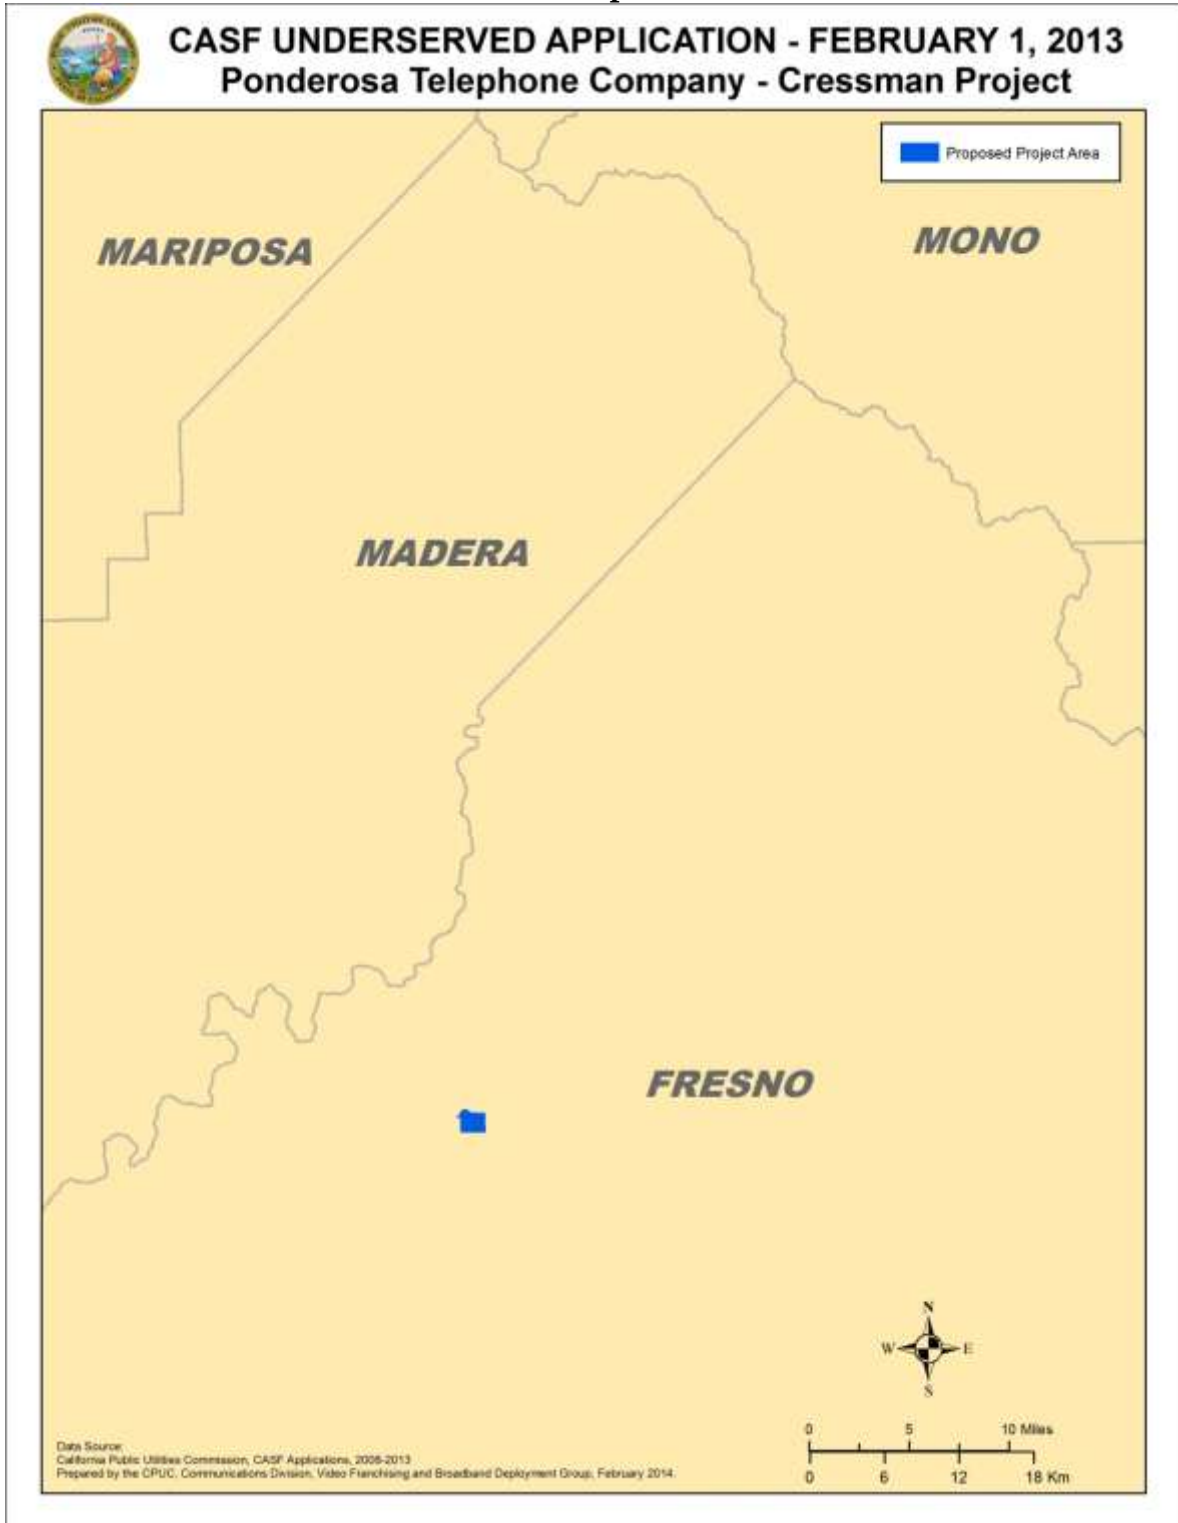 CASF UNDERSERVED APPLICATION - FEBRUARY 1, 2013
Ponderosa Telephone Company - Cressman Project
Proposed Project Area
MARIPOSA
MONO
MADERA
FRESNO
N
W E
S
0 5 10 Miles
0 6 12 18 Km
Data Source:
California Public Utilities Commission, CASF Applications, 2008-2013
Prepared by the CPUC, Communications Division, Video Franchising and Broadband Deployment Group, February 2014.